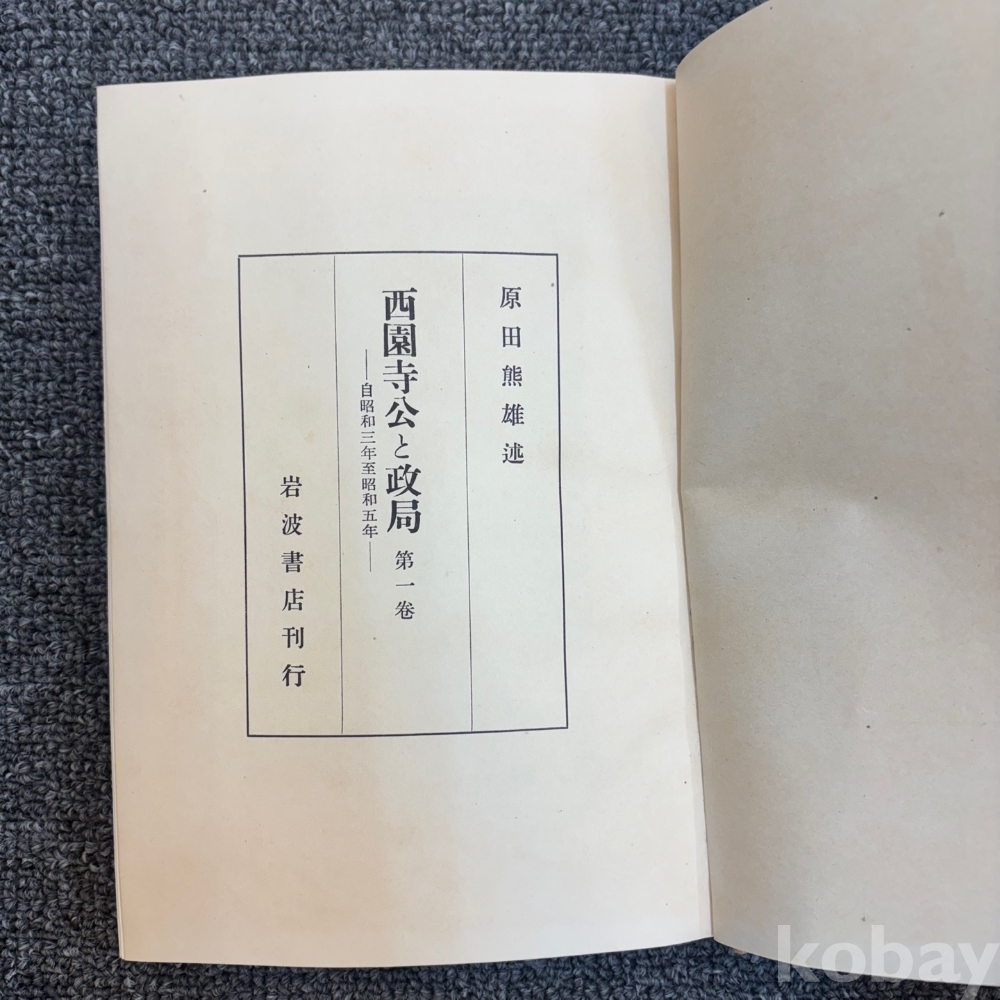 原田熊雄述
西園寺公と政局 第一卷
―自昭和三年至昭和五年―
岩波書店刊行
kobay